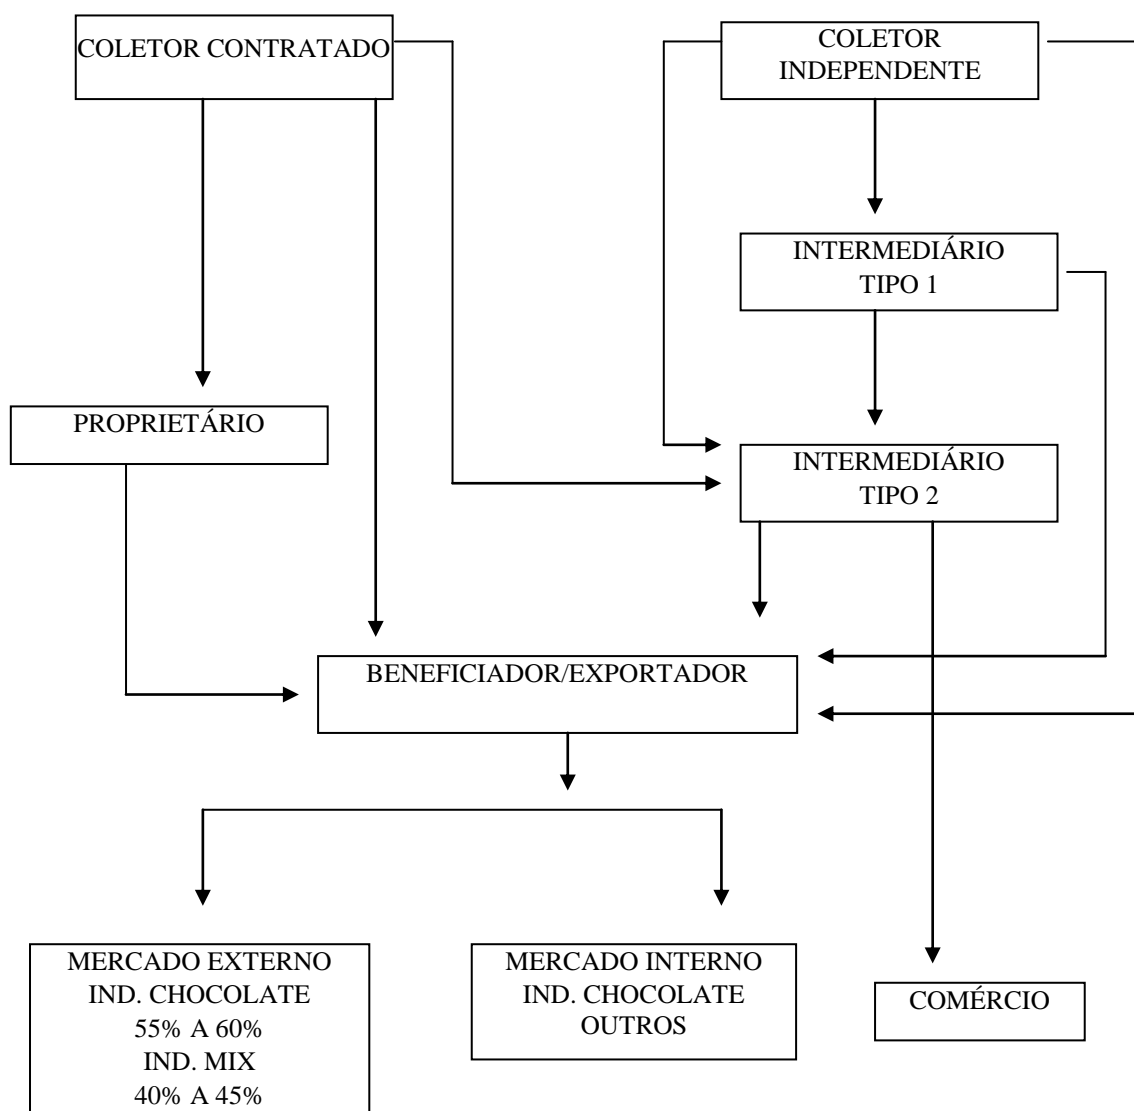 COLETOR CONTRATADO
COLETOR
INDEPENDENTE
INTERMEDIÁRIO
TIPO 1
PROPRIETÁRIO
INTERMEDIÁRIO
TIPO 2
BENEFICIADOR/EXPORTADOR
MERCADO EXTERNO
IND. CHOCOLATE
55% A 60%
IND. MIX
40% A 45%
MERCADO INTERNO
IND. CHOCOLATE
OUTROS
COMÉRCIO